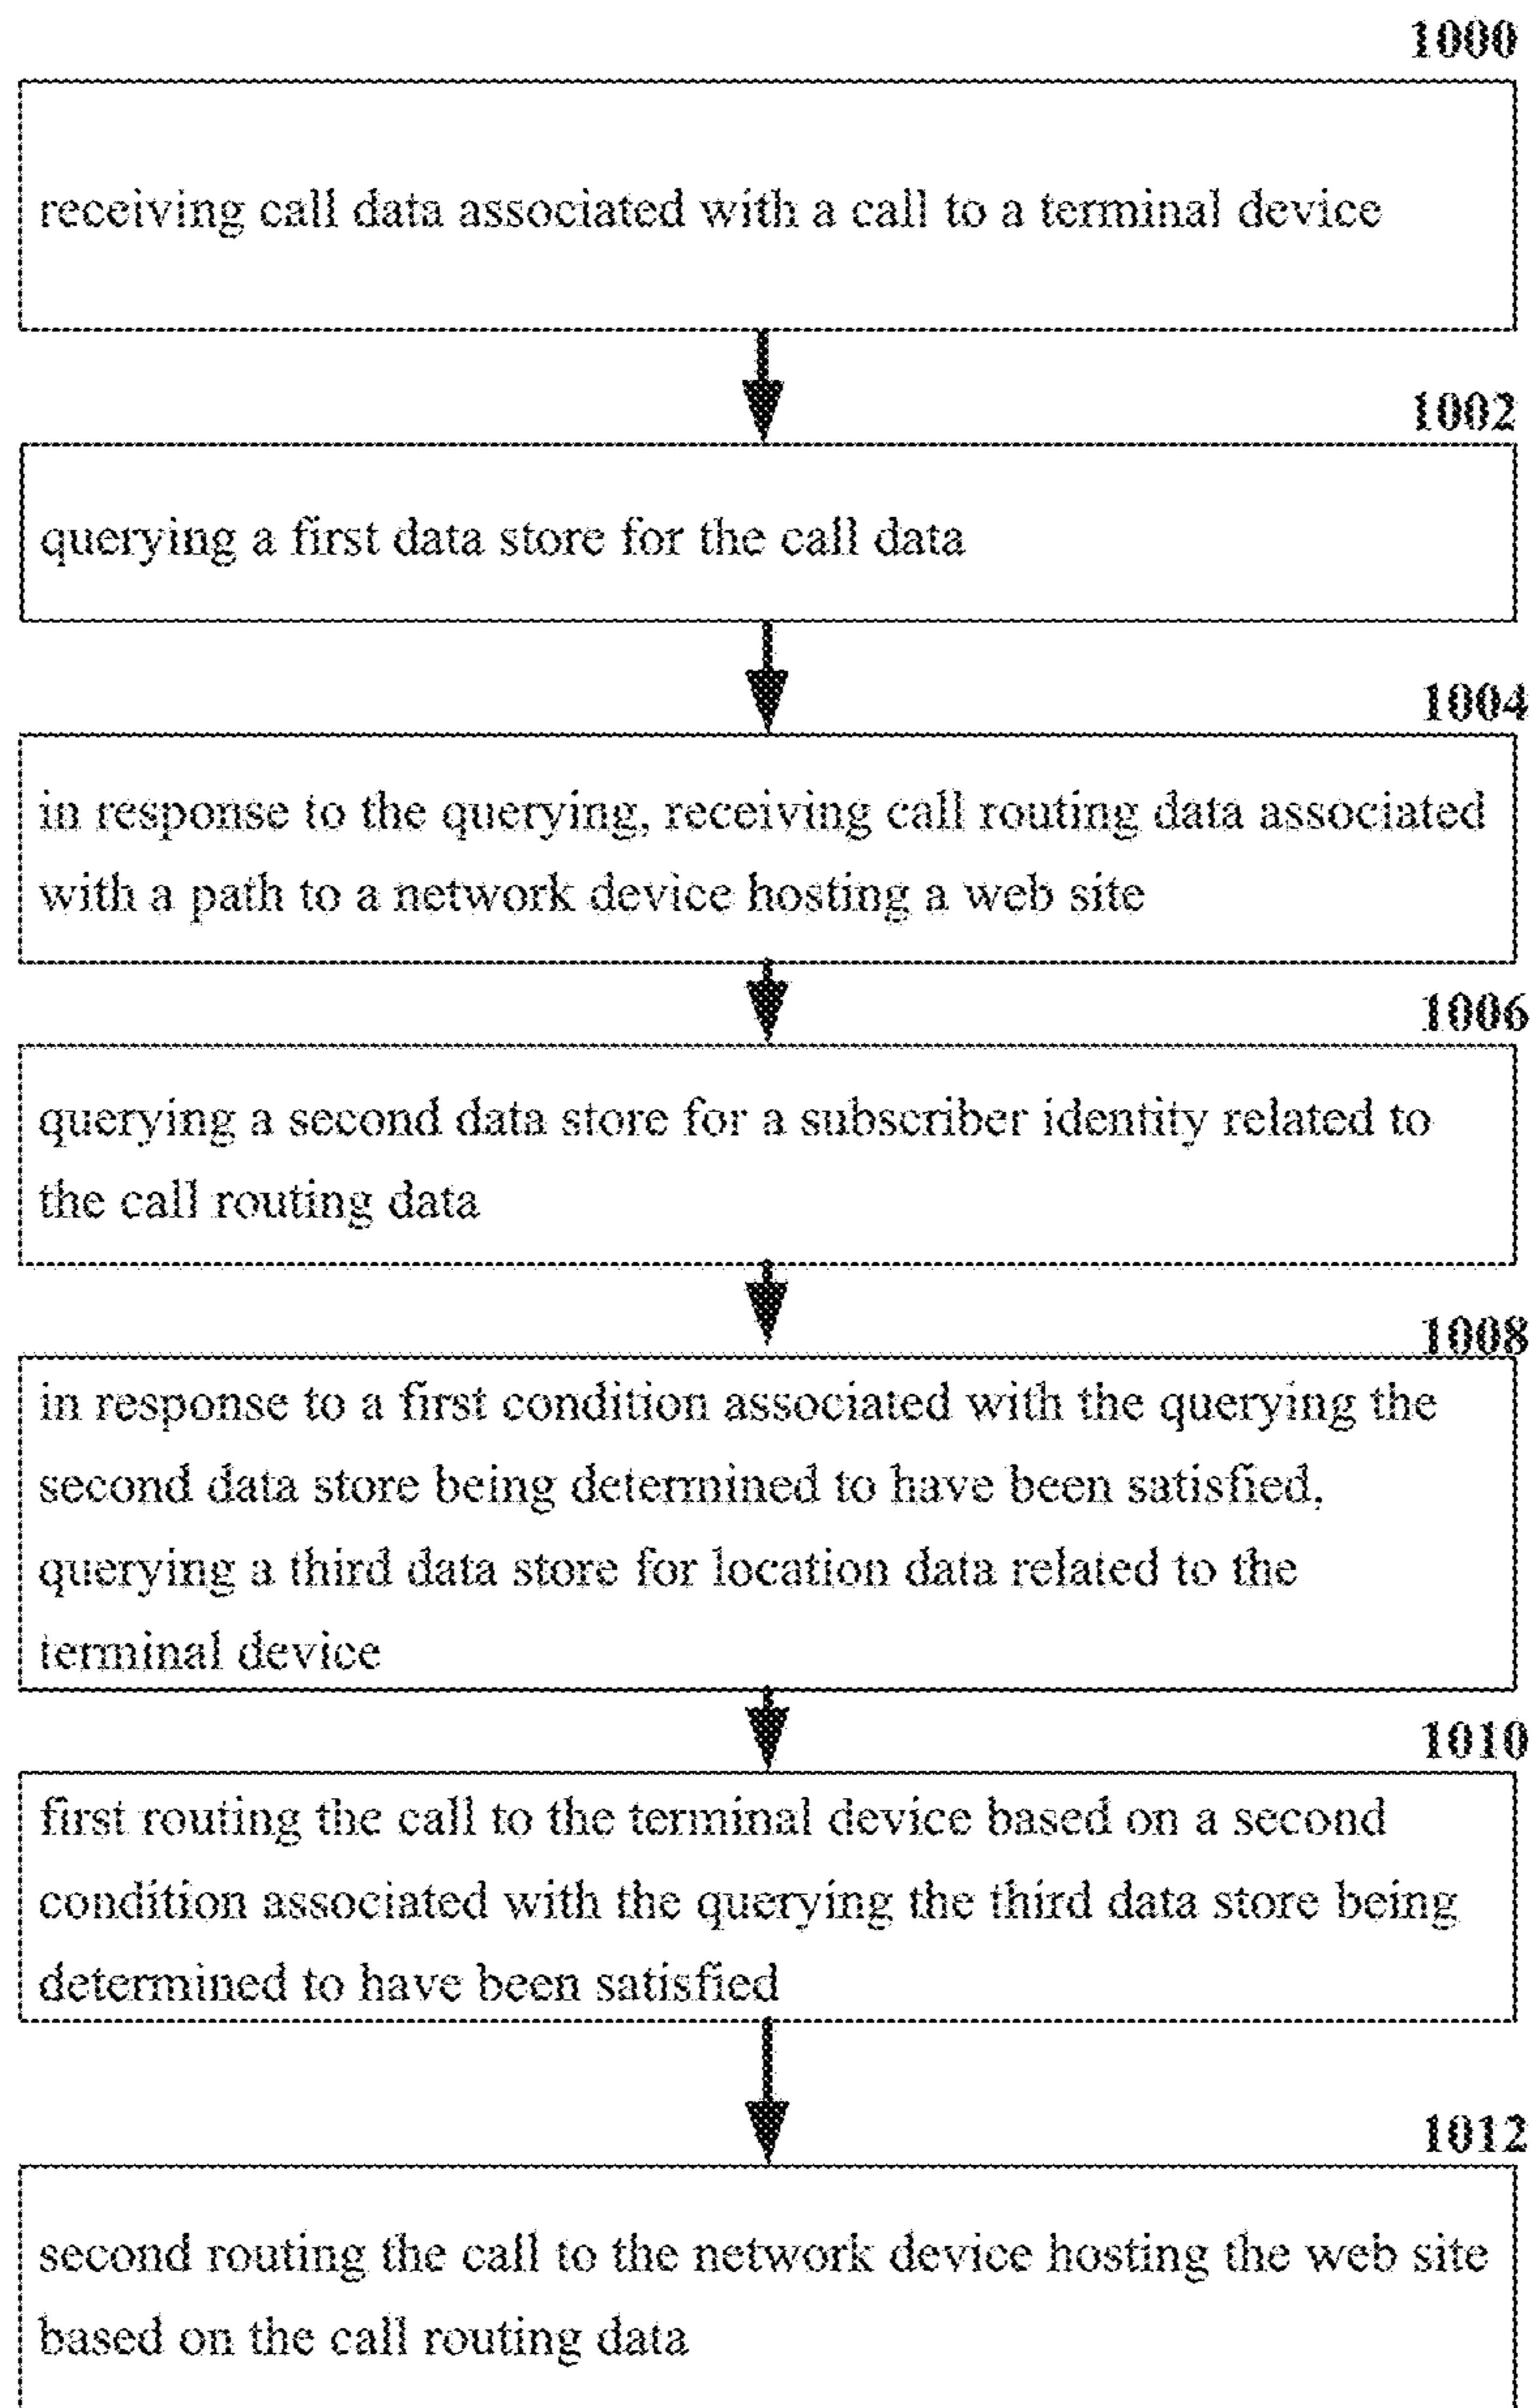 1000
receiving call data associated with a call to a terminal device
1002
querying a first data store for the call data
1004
in response to the querying, receiving call routing data associated
with a path to a network device hosting a web site
1006
querying a second data store for a subscriber identity related to
the call routing data
1008
in response to a first condition associated with the querying the
second data store being determined to have been satisfied,
querying a third data store for location data related to the
terminal device
1010
first routing the call to the terminal device based on a second
condition associated with the querying the third data store being
determined to have been satisfied
1012
second routing the call to the network device hosting the web site
based on the call routing data